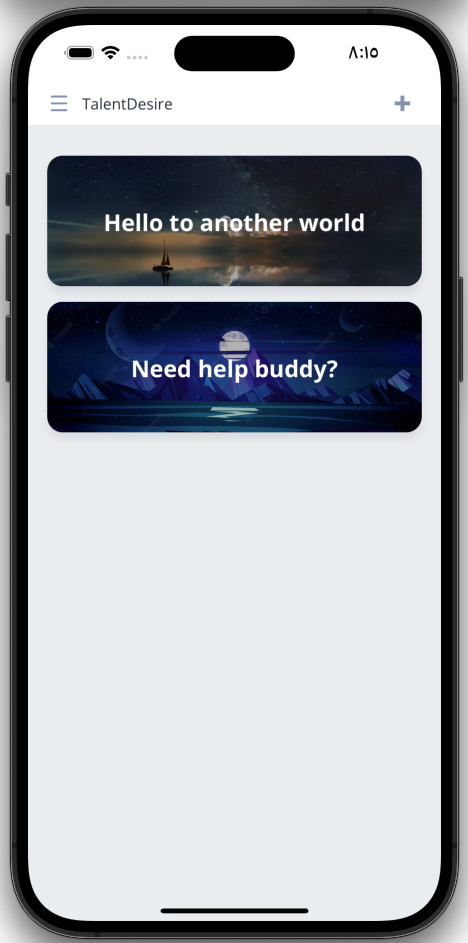 ٨:١٥
TalentDesire
Hello to another world
Need help buddy?